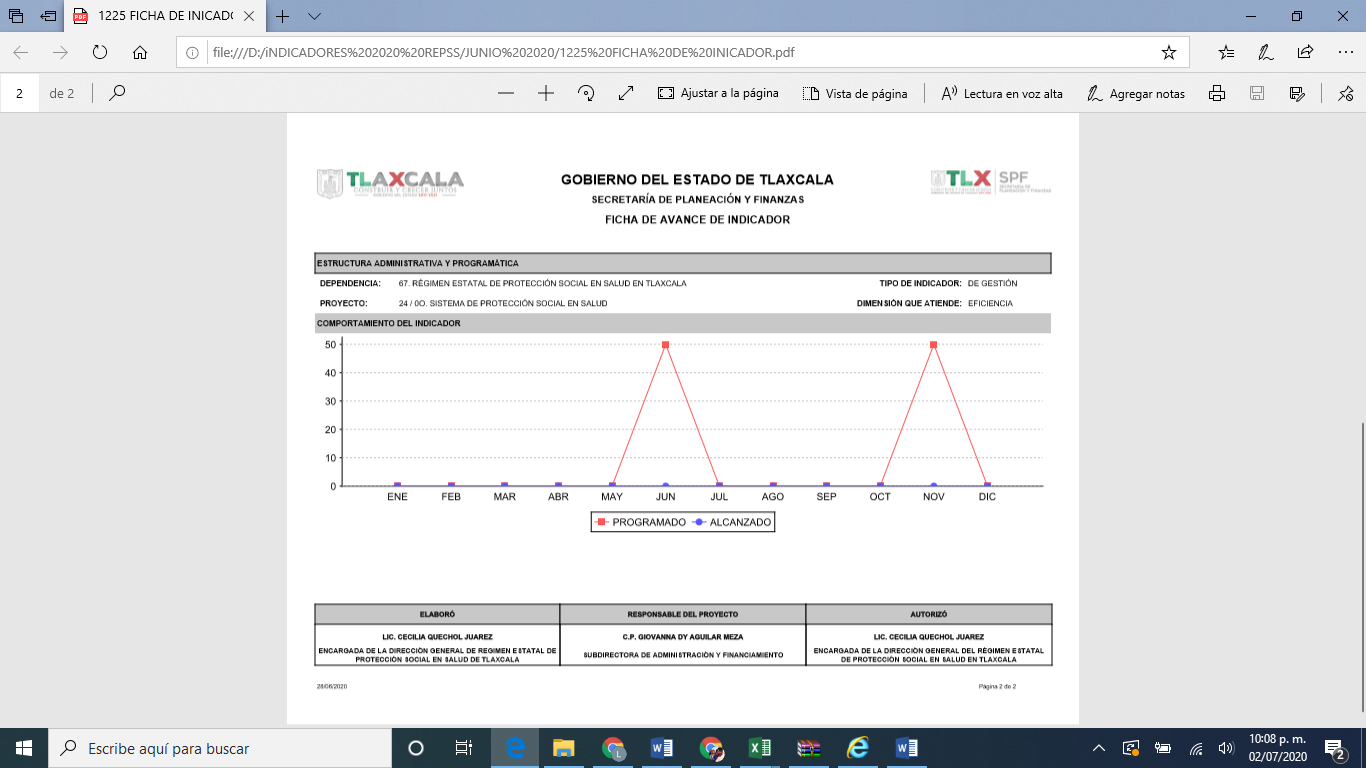 1225 FICHA DE INICADO
file:///D:/iNDICADORES%202020%20REPSS/JUNIO%202020/1225%20FICHA%20DE%20INICADOR.pdf
2 de 2 Ajustar a la página Vista de página Lectura en voz alta Agregar notas
TLAXCALA
CONSTRUIR Y CRECER JUNTOS
GOBIERNO DEL ESTADO DE TLAXCALA
SECRETARÍA DE PLANEACIÓN Y FINANZAS
FICHA DE AVANCE DE INDICADOR
TLX SPF
ESTRUCTURA ADMINISTRATIVA Y PROGRAMÁTICA
DEPENDENCIA: 67. RÉGIMEN ESTATAL DE PROTECCIÓN SOCIAL EN SALUD EN TLAXCALA TIPO DE INDICADOR: DE GESTIÓN
PROYECTO: 24 / 0O. SISTEMA DE PROTECCIÓN SOCIAL EN SALUD DIMENSIÓN QUE ATIENDE: EFICIENCIA
COMPORTAMIENTO DEL INDICADOR
50
40
30
20
10
0
ENE FEB MAR ABR MAY JUN JUL AGO SEP OCT NOV DIC
PROGRAMADO ALCANZADO
ELABORÓ RESPONSABLE DEL PROYECTO AUTORIZÓ
LIC. CECILIA QUECHOL JUAREZ C.P. GIOVANNA DY AGUILAR MEZA LIC. CECILIA QUECHOL JUAREZ
ENCARGADA DE LA DIRECCIÓN GENERAL DE REGIMEN ESTATAL DE PROTECCIÓN SOCIAL EN SALUD DE TLAXCALA
SUBDIRECTORA DE ADMINISTRACIÓN Y FINANCIAMIENTO
ENCARGADA DE LA DIRECCIÓN GENERAL DEL RÉGIMEN ESTATAL
DE PROTECCIÓN SOCIAL EN SALUD EN TLAXCALA
28/06/2020 Página 2 de 2
Escribe aquí para buscar
10:08 p. m.
02/07/2020
2